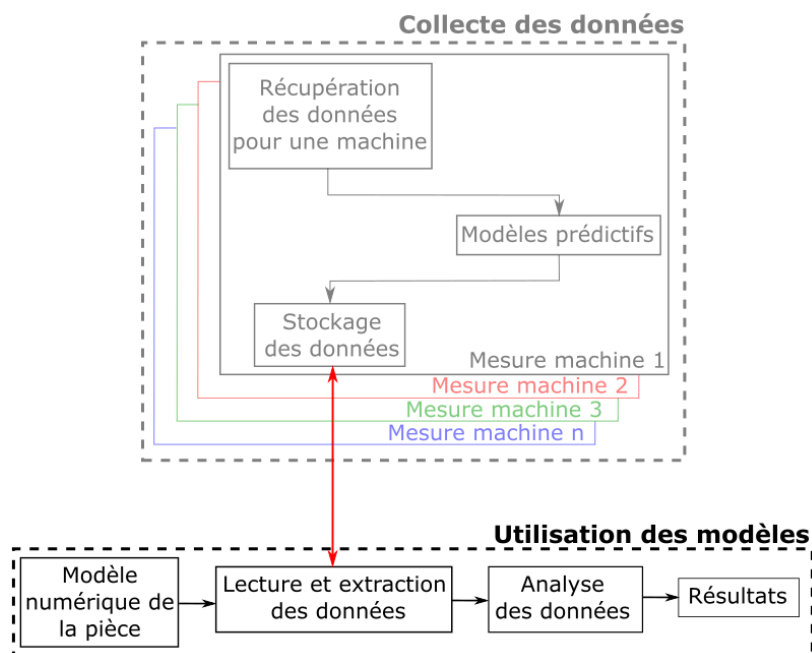 Collecte des données
Récupération
des données
pour une machine
Modèles prédictifs
Stockage
des données
Mesure machine 1
Mesure machine 2
Mesure machine 3
Mesure machine n
Utilisation des modèles
Modèle
numérique de
la pièce
Lecture et extraction
des données
Analyse
des données
Résultats